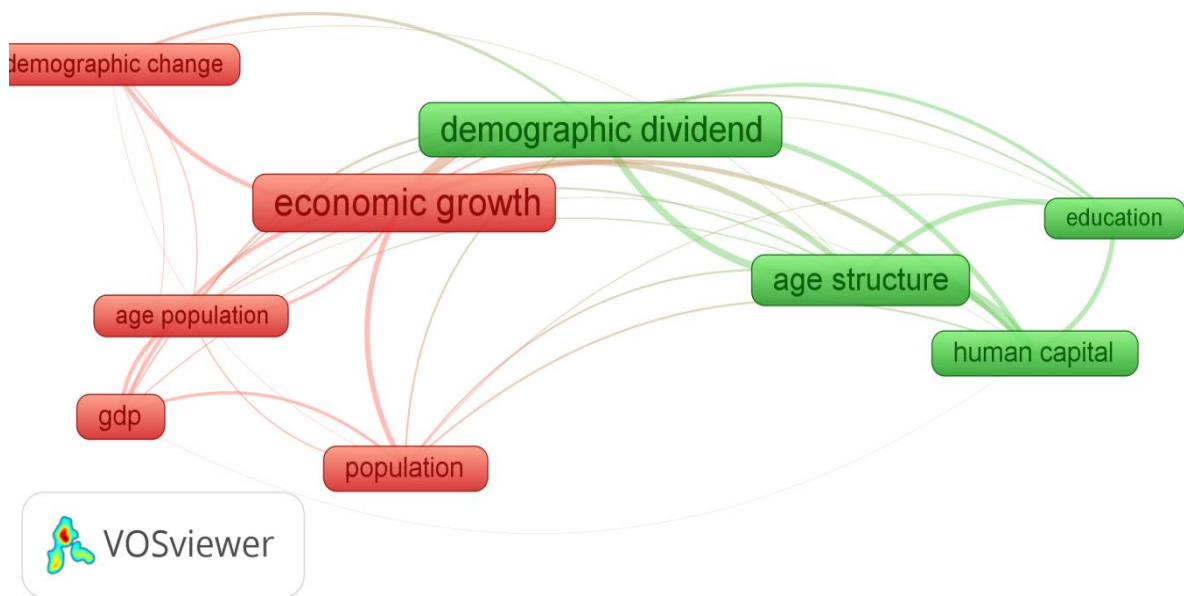 demographic change
demographic dividend
economic growth
education
age structure
age population
human capital
gdp
population
VOSviewer